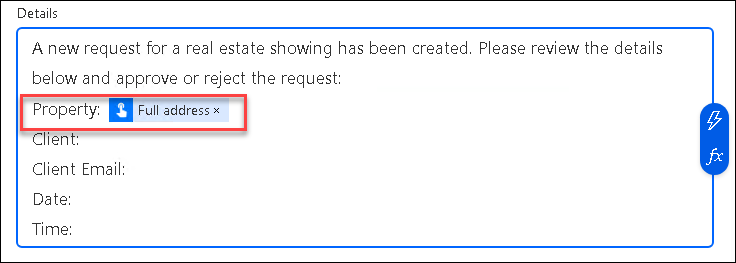 Details
A new request for a real estate showing has been created. Please review the details
below and approve or reject the request:
Property: Full address ×
Client:
Client Email:
Date:
Time:
fx